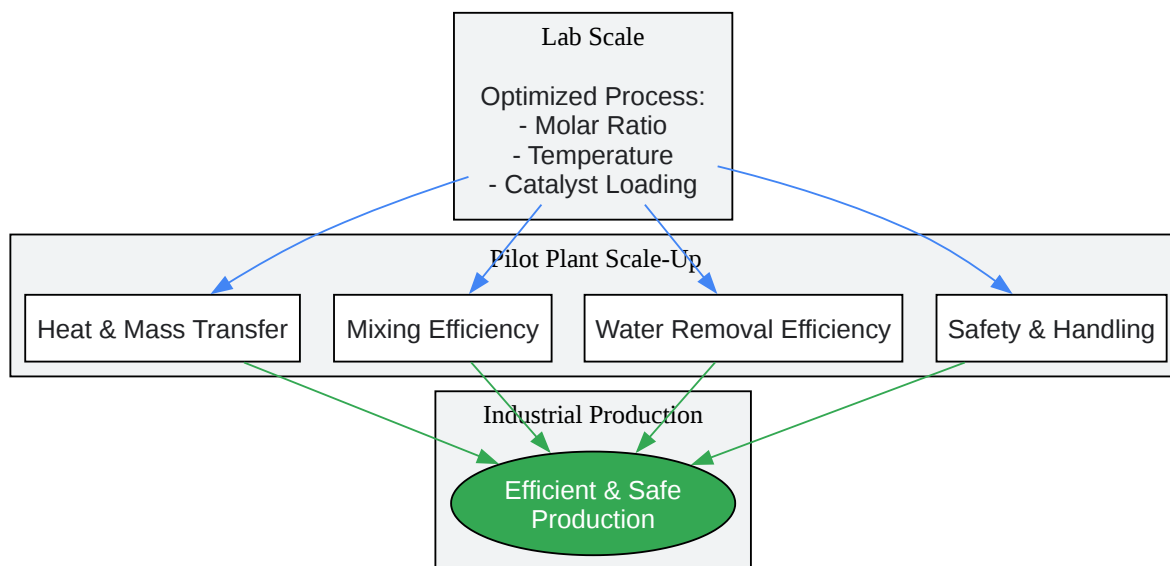 Lab Scale
Optimized Process:
- Molar Ratio
- Temperature
- Catalyst Loading
Pilot Plant Scale-Up
Heat & Mass Transfer
Mixing Efficiency
Water Removal Efficiency
Safety & Handling
Industrial Production
Efficient & Safe
Production